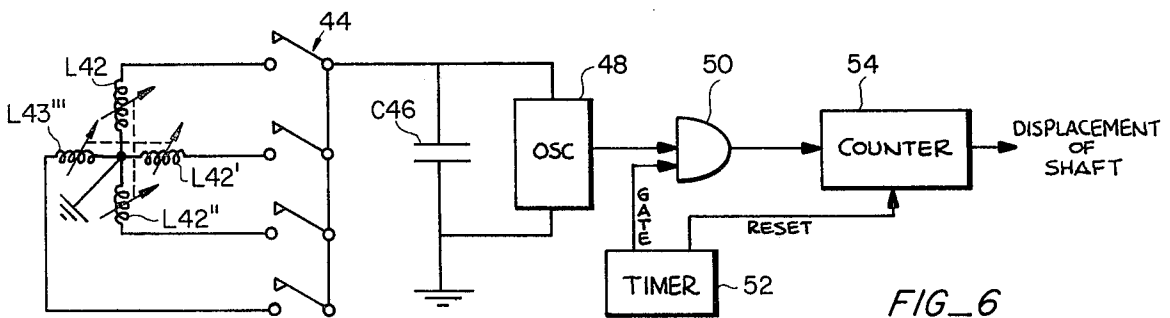 44
L42
L43'''
L42'
L42"
C46
48
OSC
50
GATE
TIMER
52
RESET
54
COUNTER
DISPLACEMENT
OF
SHAFT
FIG_6